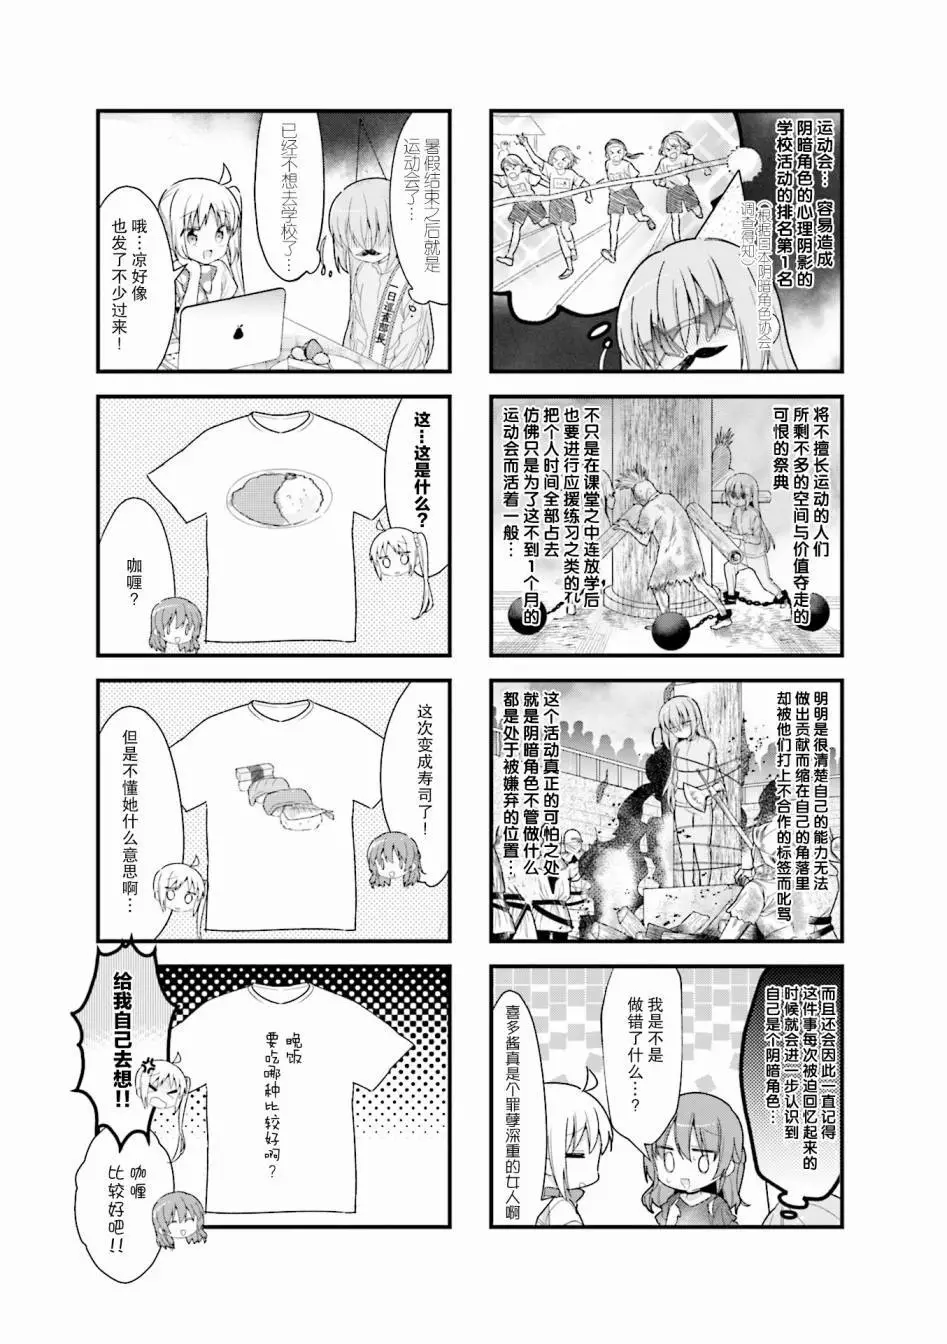 运动会… 容易造成
阴暗角色的心理阴影的
学校活动的排名第1名
(根据日本阴暗角色协会
调查得知)
将不擅长运动的人们
所剩不多的空间与价值夺走的
可恨的祭典
不只是在课堂之中连放学后
也要进行应援练习之类的
把个人时间全部占去
仿佛只是为了这不到1个月的
运动会而活着一般…
明明是很清楚自己的能力无法
做出贡献而缩在自己的角落里
却被他们打上不合作的标签而叱骂
这个活动真正的可怕之处
就是阴暗角色不管做什么
都是处于被嫌弃的位置…
而且还会因此一直记得
这件事每次被迫回忆起来的
时候就会进一步认识到
自己是个阴暗角色…
我是不是
做错了什么…?
喜多酱真是个罪孽深重的女人啊
暑假结束之后就是
运动会了…
已经不想去学校了…
一日巡查部長
哦…凉好像
也发了不少过来!
这…这是什么?
咖喱?
这次变成寿司了!
但是不懂她什么意思啊…
晚饭
要吃哪种比较好啊?
给我自己去想!!
咖喱
比较好吧!!